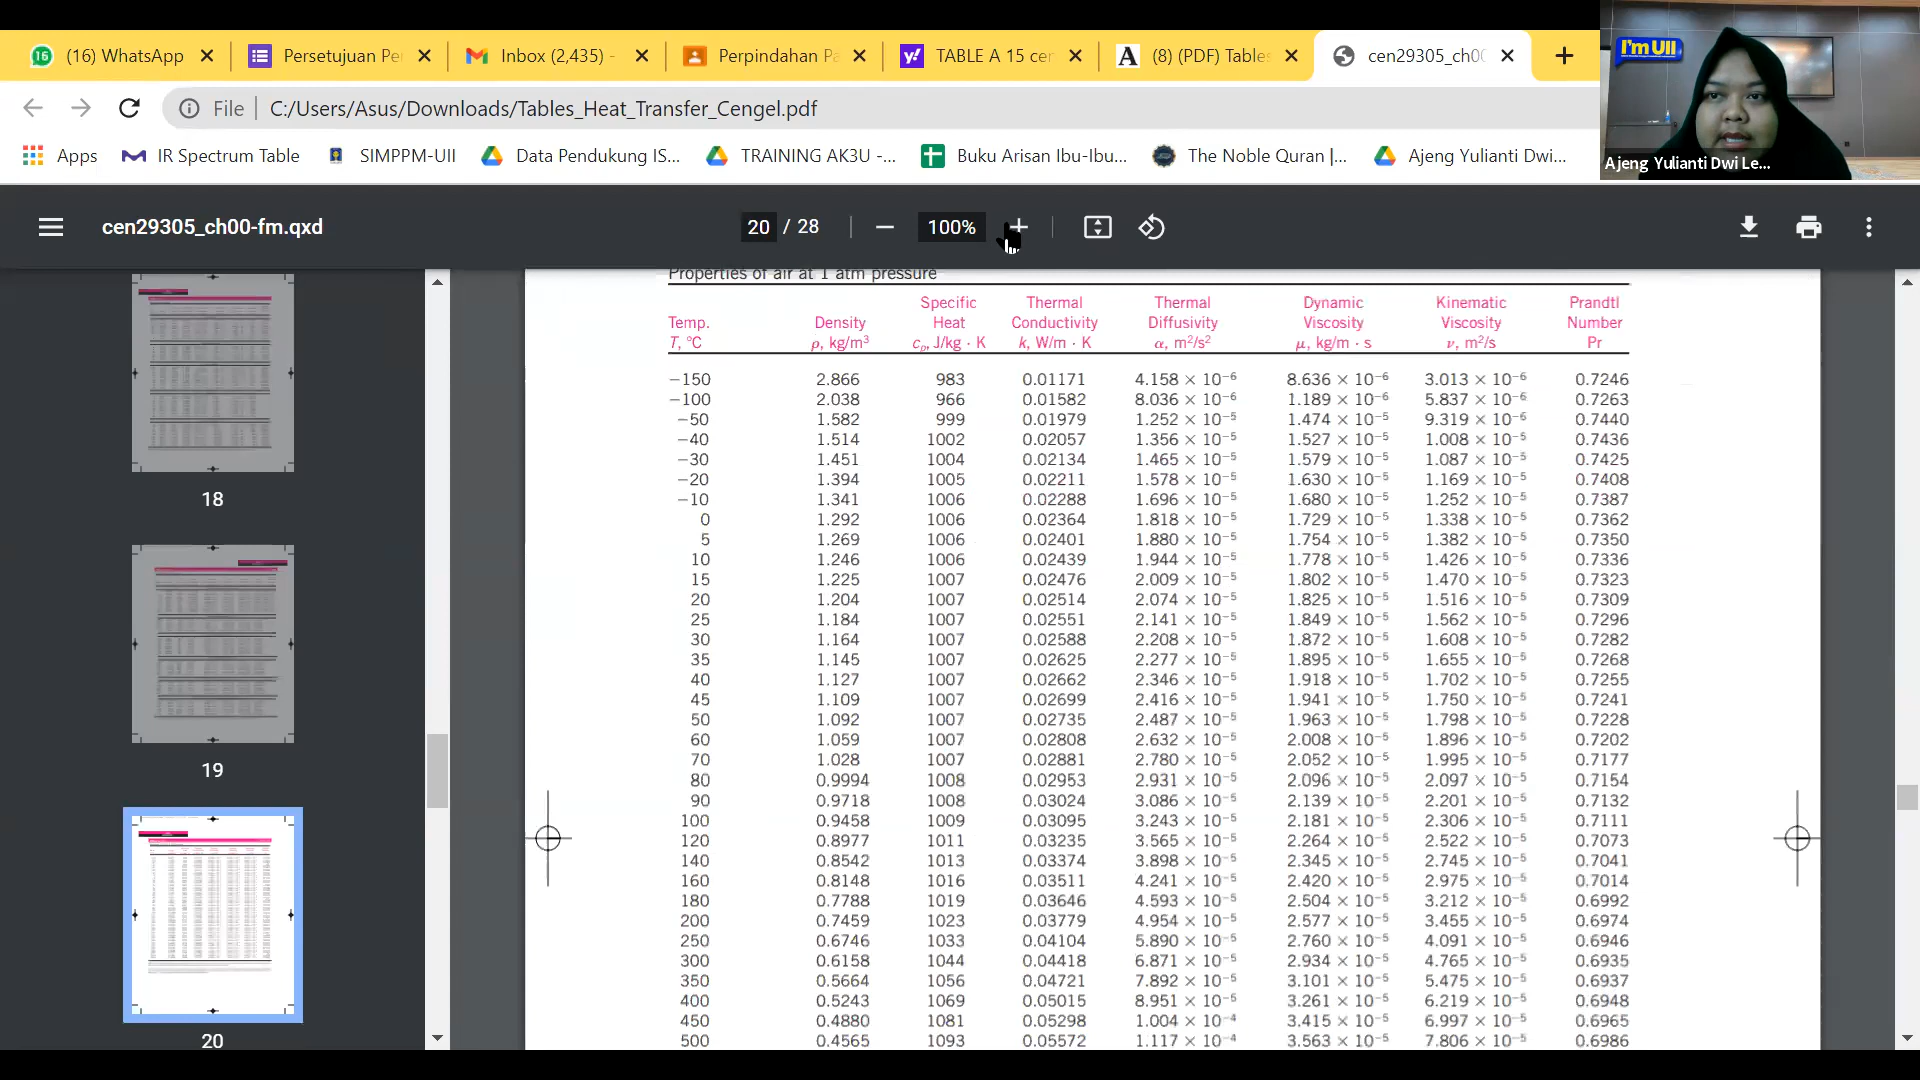 (16) WhatsApp
Persetujuan Pe
Inbox (2,435) -
Perpindahan Pa
TABLE A 15 cen
(8) (PDF) Tables
cen29305_ch00
I'm UII
File
C:/Users/Asus/Downloads/Tables_Heat_Transfer_Cengel.pdf
Apps
IR Spectrum Table
SIMPPM-UII
Data Pendukung IS...
TRAINING AK3U -...
Buku Arisan Ibu-Ibu...
The Noble Quran |...
Ajeng Yulianti Dwi...
Ajeng Yulianti Dwi Le...
cen29305_ch00-fm.qxd
20 / 28
100%
18
19
20
Properties of air at 1 atm pressure
Temp. T, °C Density ρ, kg/m³ Specific Heat cp, J/kg · K Thermal Conductivity k, W/m · K Thermal Diffusivity α, m²/s² Dynamic Viscosity μ, kg/m · s Kinematic Viscosity ν, m²/s Prandtl Number Pr
−150 2.866 983 0.01171 4.158 × 10⁻⁶ 8.636 × 10⁻⁶ 3.013 × 10⁻⁶ 0.7246
−100 2.038 966 0.01582 8.036 × 10⁻⁶ 1.189 × 10⁻⁶ 5.837 × 10⁻⁶ 0.7263
−50 1.582 999 0.01979 1.252 × 10⁻⁵ 1.474 × 10⁻⁵ 9.319 × 10⁻⁶ 0.7440
−40 1.514 1002 0.02057 1.356 × 10⁻⁵ 1.527 × 10⁻⁵ 1.008 × 10⁻⁵ 0.7436
−30 1.451 1004 0.02134 1.465 × 10⁻⁵ 1.579 × 10⁻⁵ 1.087 × 10⁻⁵ 0.7425
−20 1.394 1005 0.02211 1.578 × 10⁻⁵ 1.630 × 10⁻⁵ 1.169 × 10⁻⁵ 0.7408
−10 1.341 1006 0.02288 1.696 × 10⁻⁵ 1.680 × 10⁻⁵ 1.252 × 10⁻⁵ 0.7387
0 1.292 1006 0.02364 1.818 × 10⁻⁵ 1.729 × 10⁻⁵ 1.338 × 10⁻⁵ 0.7362
5 1.269 1006 0.02401 1.880 × 10⁻⁵ 1.754 × 10⁻⁵ 1.382 × 10⁻⁵ 0.7350
10 1.246 1006 0.02439 1.944 × 10⁻⁵ 1.778 × 10⁻⁵ 1.426 × 10⁻⁵ 0.7336
15 1.225 1007 0.02476 2.009 × 10⁻⁵ 1.802 × 10⁻⁵ 1.470 × 10⁻⁵ 0.7323
20 1.204 1007 0.02514 2.074 × 10⁻⁵ 1.825 × 10⁻⁵ 1.516 × 10⁻⁵ 0.7309
25 1.184 1007 0.02551 2.141 × 10⁻⁵ 1.849 × 10⁻⁵ 1.562 × 10⁻⁵ 0.7296
30 1.164 1007 0.02588 2.208 × 10⁻⁵ 1.872 × 10⁻⁵ 1.608 × 10⁻⁵ 0.7282
35 1.145 1007 0.02625 2.277 × 10⁻⁵ 1.895 × 10⁻⁵ 1.655 × 10⁻⁵ 0.7268
40 1.127 1007 0.02662 2.346 × 10⁻⁵ 1.918 × 10⁻⁵ 1.702 × 10⁻⁵ 0.7255
45 1.109 1007 0.02699 2.416 × 10⁻⁵ 1.941 × 10⁻⁵ 1.750 × 10⁻⁵ 0.7241
50 1.092 1007 0.02735 2.487 × 10⁻⁵ 1.963 × 10⁻⁵ 1.798 × 10⁻⁵ 0.7228
60 1.059 1007 0.02808 2.632 × 10⁻⁵ 2.008 × 10⁻⁵ 1.896 × 10⁻⁵ 0.7202
70 1.028 1007 0.02881 2.780 × 10⁻⁵ 2.052 × 10⁻⁵ 1.995 × 10⁻⁵ 0.7177
80 0.9994 1008 0.02953 2.931 × 10⁻⁵ 2.096 × 10⁻⁵ 2.097 × 10⁻⁵ 0.7154
90 0.9718 1008 0.03024 3.086 × 10⁻⁵ 2.139 × 10⁻⁵ 2.201 × 10⁻⁵ 0.7132
100 0.9458 1009 0.03095 3.243 × 10⁻⁵ 2.181 × 10⁻⁵ 2.306 × 10⁻⁵ 0.7111
120 0.8977 1011 0.03235 3.565 × 10⁻⁵ 2.264 × 10⁻⁵ 2.522 × 10⁻⁵ 0.7073
140 0.8542 1013 0.03374 3.898 × 10⁻⁵ 2.345 × 10⁻⁵ 2.745 × 10⁻⁵ 0.7041
160 0.8148 1016 0.03511 4.241 × 10⁻⁵ 2.420 × 10⁻⁵ 2.975 × 10⁻⁵ 0.7014
180 0.7788 1019 0.03646 4.593 × 10⁻⁵ 2.504 × 10⁻⁵ 3.212 × 10⁻⁵ 0.6992
200 0.7459 1023 0.03779 4.954 × 10⁻⁵ 2.577 × 10⁻⁵ 3.455 × 10⁻⁵ 0.6974
250 0.6746 1033 0.04104 5.890 × 10⁻⁵ 2.760 × 10⁻⁵ 4.091 × 10⁻⁵ 0.6946
300 0.6158 1044 0.04418 6.871 × 10⁻⁵ 2.934 × 10⁻⁵ 4.765 × 10⁻⁵ 0.6935
350 0.5664 1056 0.04721 7.892 × 10⁻⁵ 3.101 × 10⁻⁵ 5.475 × 10⁻⁵ 0.6937
400 0.5243 1069 0.05015 8.951 × 10⁻⁵ 3.261 × 10⁻⁵ 6.219 × 10⁻⁵ 0.6948
450 0.4880 1081 0.05298 1.004 × 10⁻⁴ 3.415 × 10⁻⁵ 6.997 × 10⁻⁵ 0.6965
500 0.4565 1093 0.05572 1.117 × 10⁻⁴ 3.563 × 10⁻⁵ 7.806 × 10⁻⁵ 0.6986